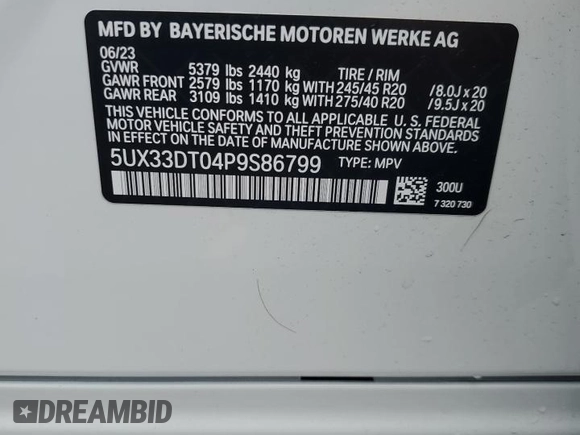 MFD BY BAYERISCHE MOTOREN WERKE AG
06/23
GVWR 5379 lbs 2440 kg TIRE / RIM
GAWR FRONT 2579 lbs 1170 kg WITH 245/45 R20 /8.0J x 20
GAWR REAR 3109 lbs 1410 kg WITH 275/40 R20 /9.5J x 20
THIS VEHICLE CONFORMS TO ALL APPLICABLE U. S. FEDERAL
MOTOR VEHICLE SAFETY, BUMPER, AND THEFT PREVENTION STANDARDS
IN EFFECT ON THE DATE OF MANUFACTURE SHOWN ABOVE.
5UX33DT04P9S86799 TYPE: MPV
300U
7 320 730
DREAMBID